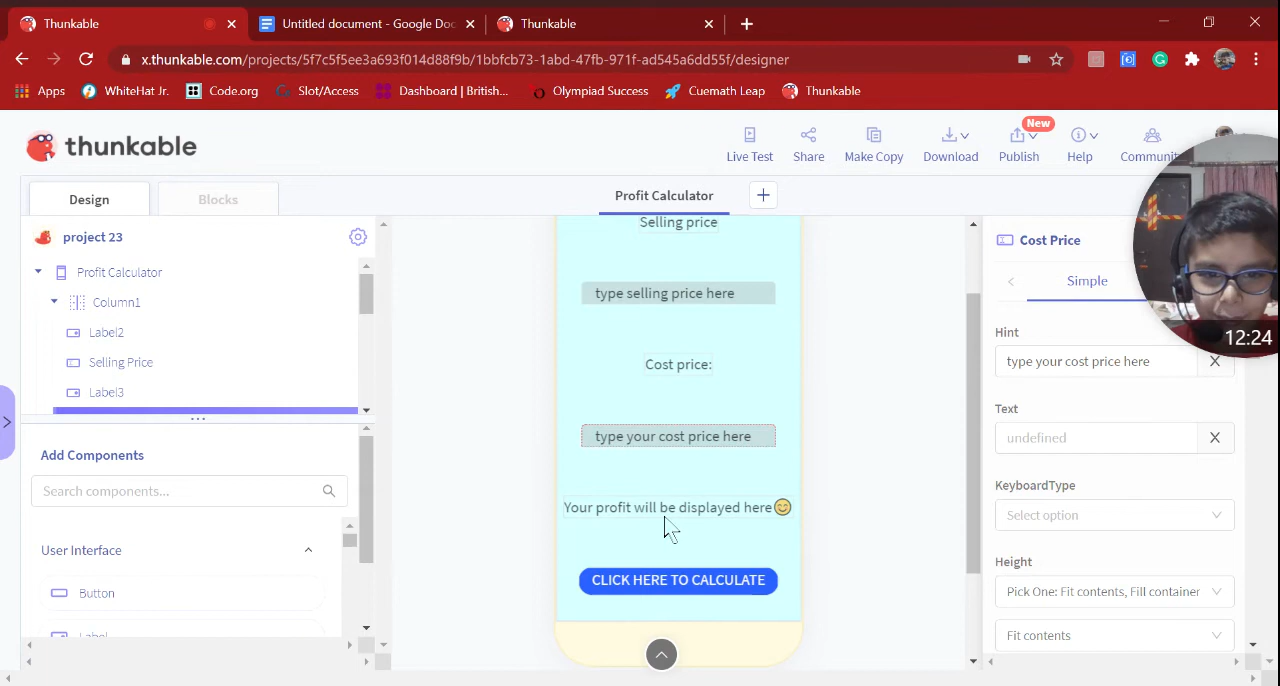 Thunkable
Untitled document - Google Doc
Thunkable
x.thunkable.com/projects/5f7c5f5ee3a693f014d88f9b/1bbfcb73-1abd-47fb-971f-ad545a6dd55f/designer
Apps
WhiteHat Jr.
Code.org
Slot/Access
Dashboard | British...
Olympiad Success
Cuemath Leap
Thunkable
thunkable
Live Test
Share
Make Copy
Download
New
Publish
Help
Communit
Design
Blocks
Profit Calculator
project 23
Profit Calculator
Column1
Label2
Selling Price
Label3
Add Components
Search components...
User Interface
Button
Label
Selling price
type selling price here
Cost price:
type your cost price here
Your profit will be displayed here😊
CLICK HERE TO CALCULATE
Cost Price
Simple
12:24
Hint
type your cost price here
Text
undefined
KeyboardType
Select option
Height
Pick One: Fit contents, Fill container
Fit contents